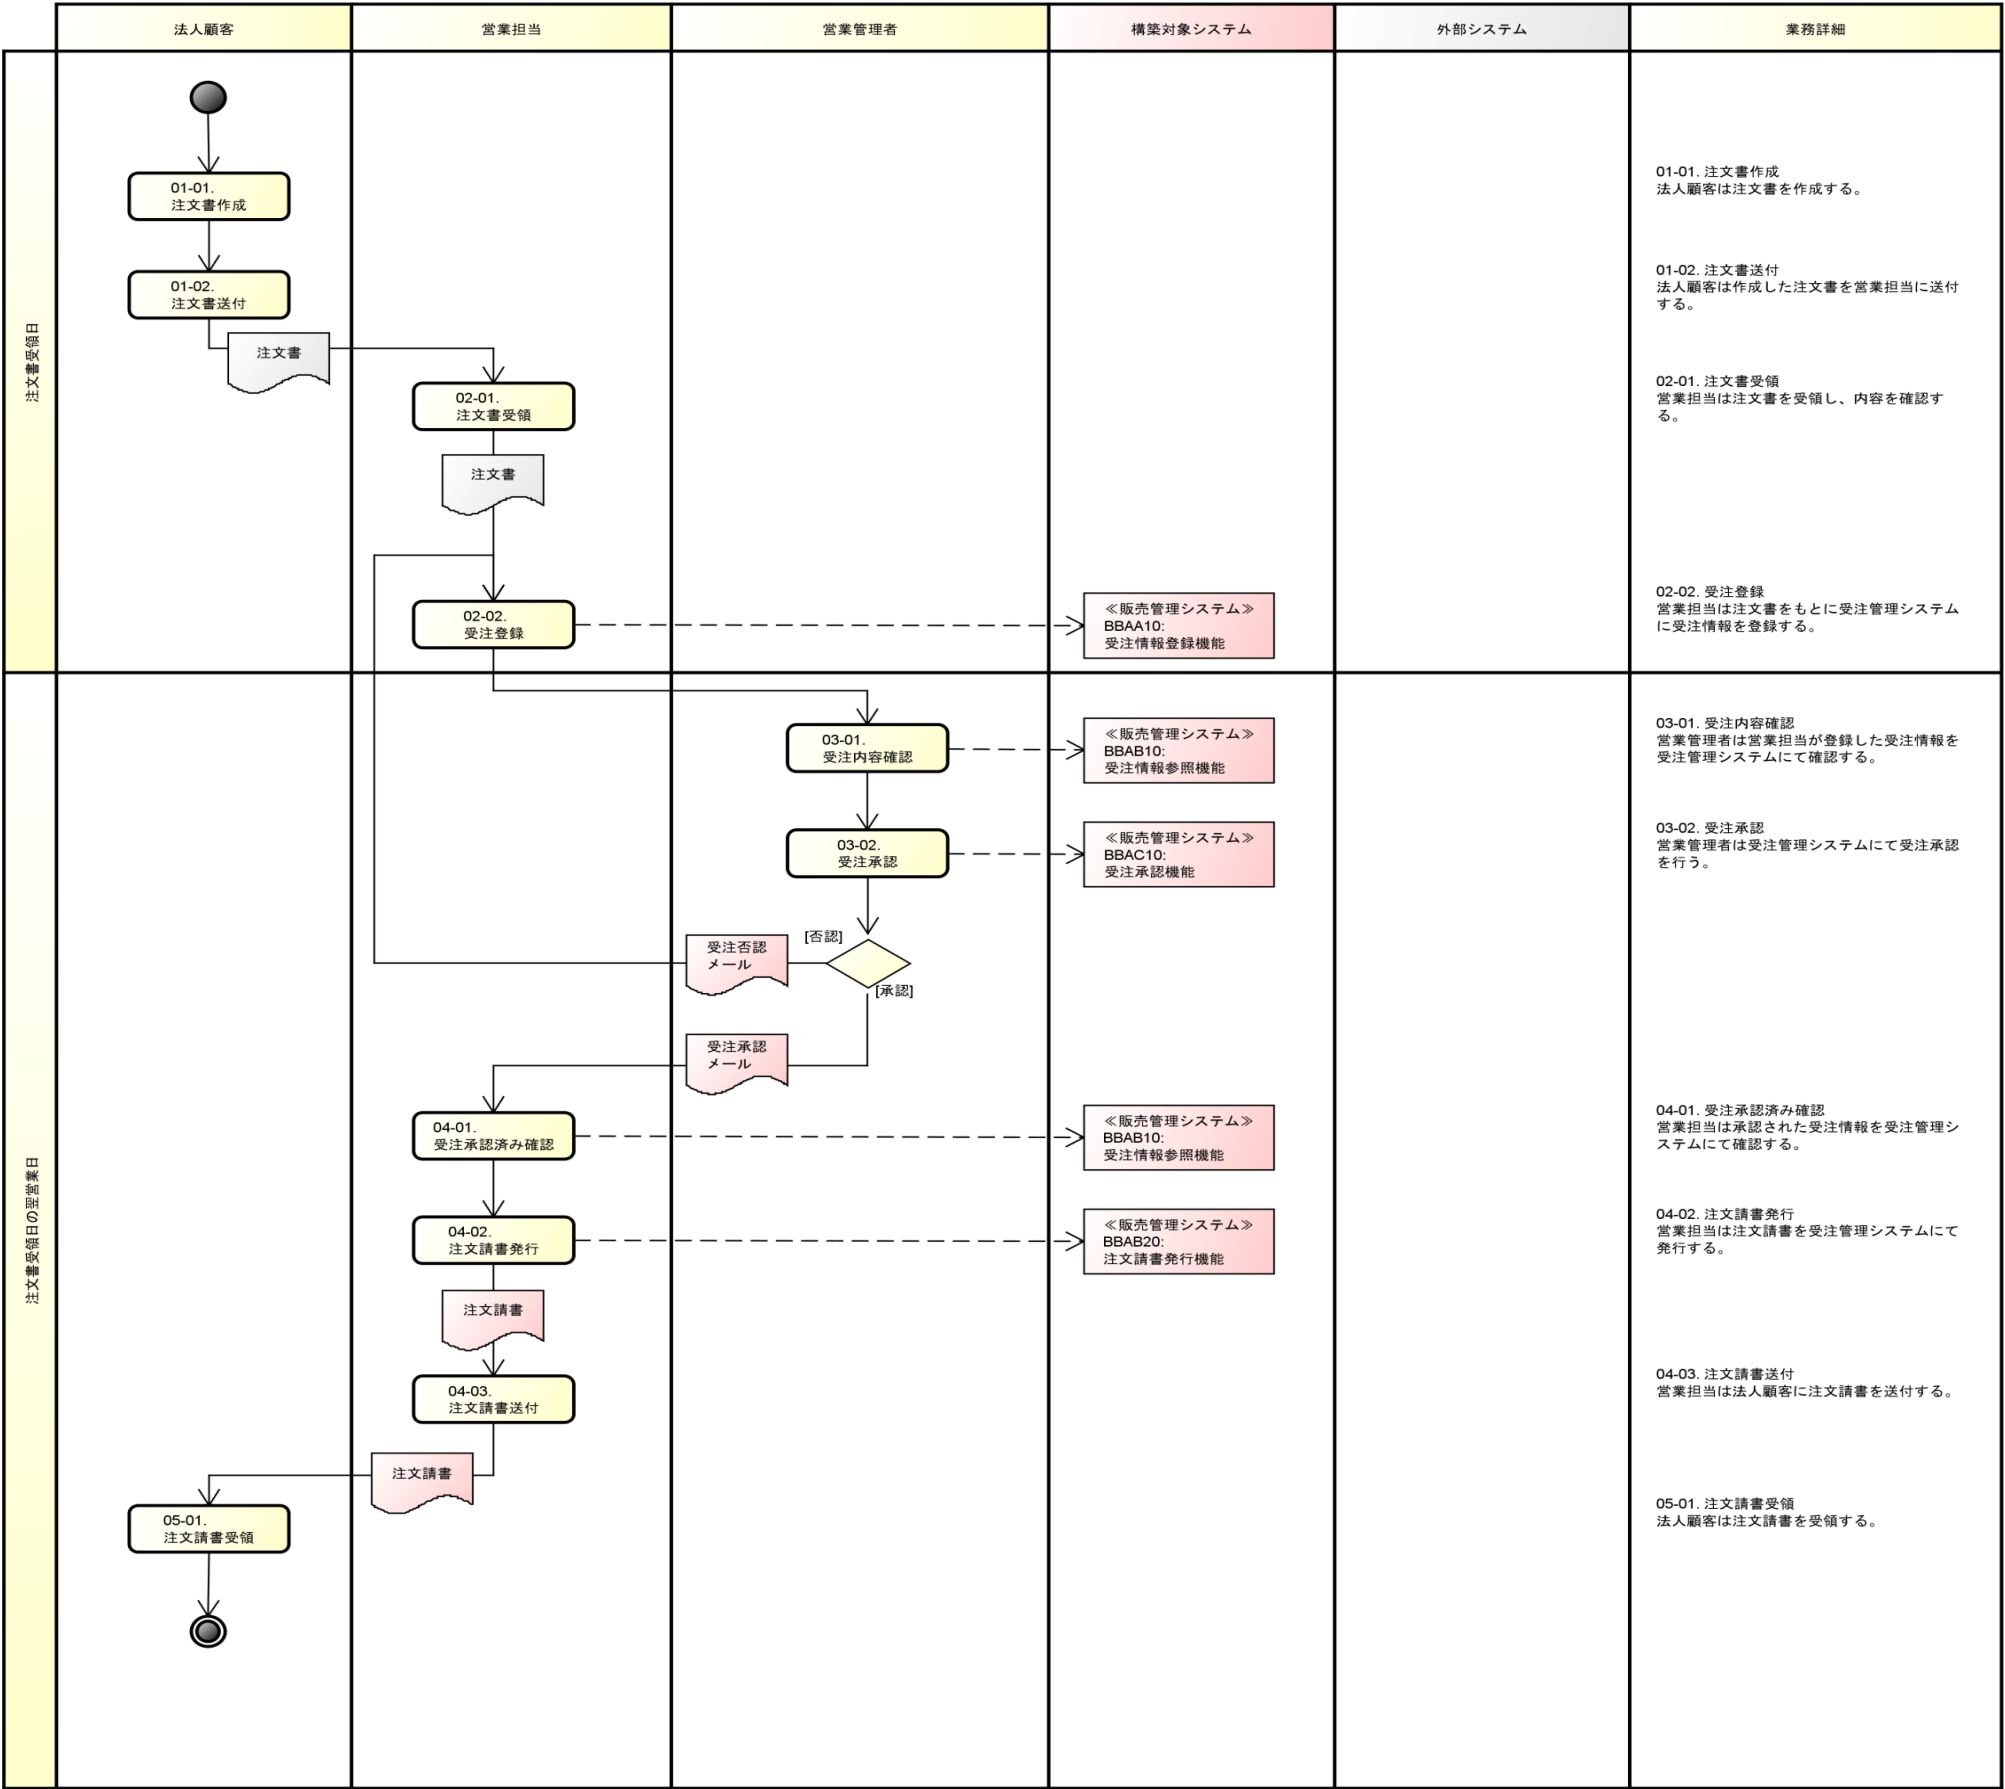 法人顧客
営業担当
営業管理者
構築対象システム
外部システム
業務詳細
注文書受領日
01-01.
注文書作成
01-01. 注文書作成
法人顧客は注文書を作成する。
01-02.
注文書送付
01-02. 注文書送付
法人顧客は作成した注文書を営業担当に送付
する。
注文書
02-01.
注文書受領
02-01. 注文書受領
営業担当は注文書を受領し、内容を確認す
る。
注文書
02-02.
受注登録
≪販売管理システム≫
BBAA10:
受注情報登録機能
02-02. 受注登録
営業担当は注文書をもとに受注管理システム
に受注情報を登録する。
注文書受領日の翌営業日
03-01.
受注内容確認
≪販売管理システム≫
BBAB10:
受注情報参照機能
03-01. 受注内容確認
営業管理者は営業担当が登録した受注情報を
受注管理システムにて確認する。
03-02.
受注承認
≪販売管理システム≫
BBAC10:
受注承認機能
03-02. 受注承認
営業管理者は受注管理システムにて受注承認
を行う。
[否認]
受注否認
メール
[承認]
受注承認
メール
04-01.
受注承認済み確認
≪販売管理システム≫
BBAB10:
受注情報参照機能
04-01. 受注承認済み確認
営業担当は承認された受注情報を受注管理シ
ステムにて確認する。
04-02.
注文請書発行
≪販売管理システム≫
BBAB20:
注文請書発行機能
04-02. 注文請書発行
営業担当は注文請書を受注管理システムにて
発行する。
注文請書
04-03.
注文請書送付
04-03. 注文請書送付
営業担当は法人顧客に注文請書を送付する。
注文請書
05-01.
注文請書受領
05-01. 注文請書受領
法人顧客は注文請書を受領する。